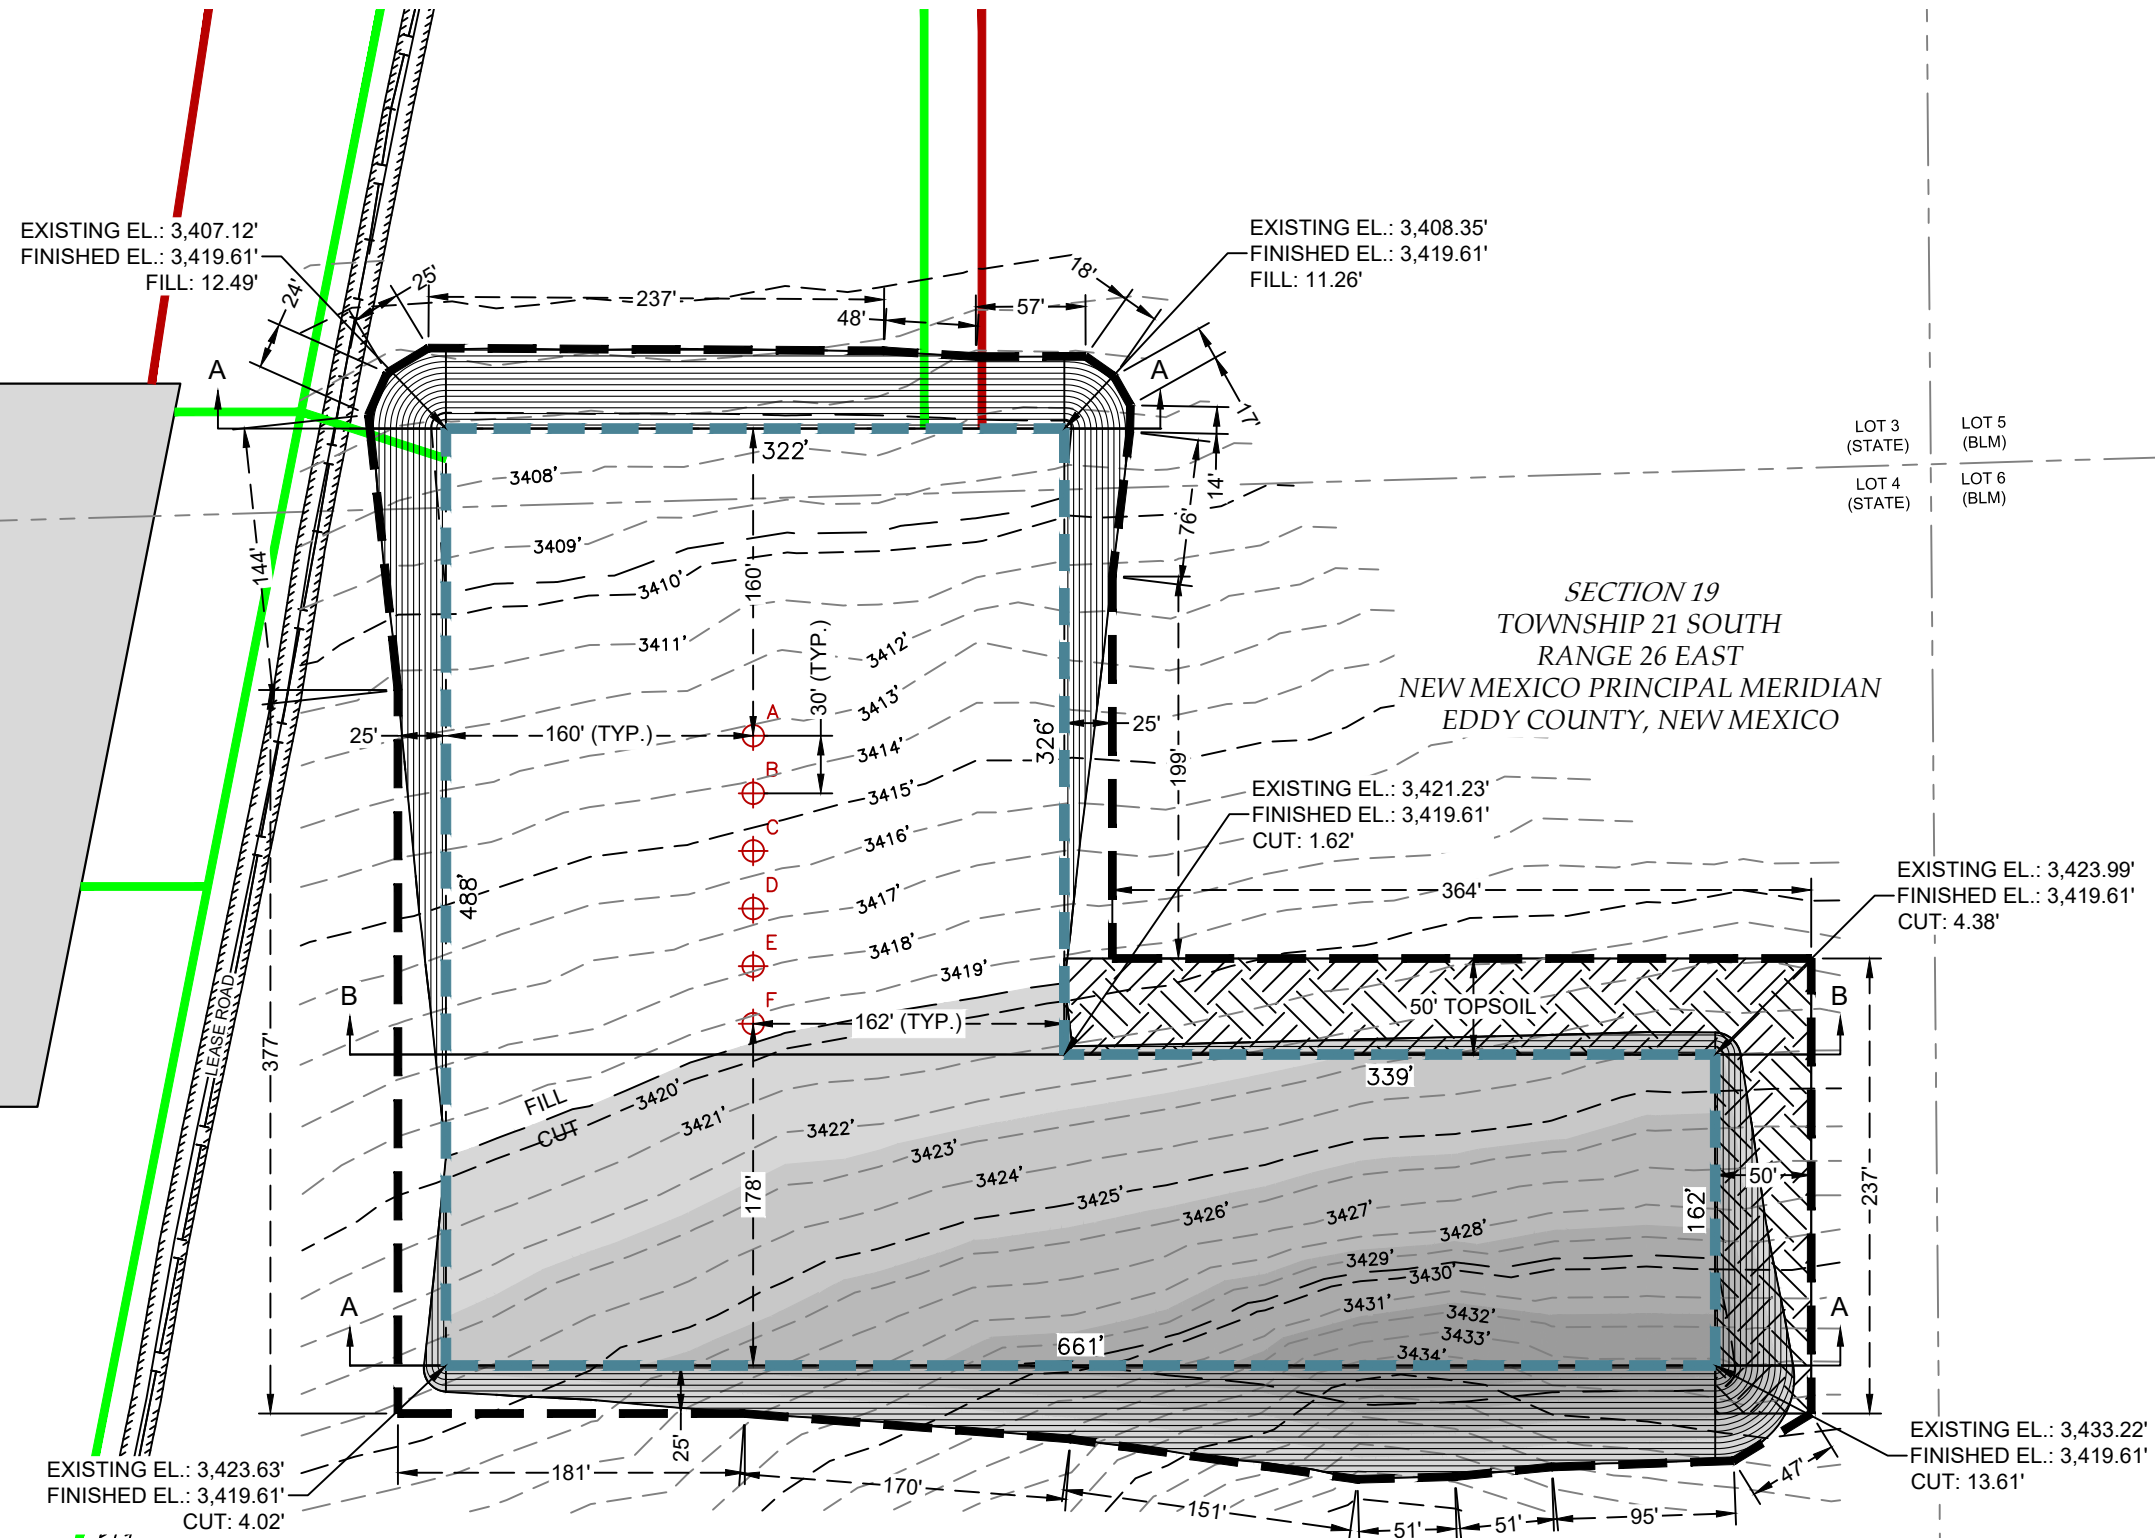 EXISTING EL.: 3,407.12'
FINISHED EL.: 3,419.61'
FILL: 12.49'
EXISTING EL.: 3,408.35'
FINISHED EL.: 3,419.61'
FILL: 11.26'
24'
25'
237'
48'
57'
18'
17'
14'
76'
A
A
322'
LOT 3
(STATE)
LOT 5
(BLM)
LOT 4
(STATE)
LOT 6
(BLM)
3408'
3409'
3410'
3411'
3412'
3413'
3414'
3415'
3416'
3417'
3418'
3419'
144'
160'
30' (TYP.)
SECTION 19
TOWNSHIP 21 SOUTH
RANGE 26 EAST
NEW MEXICO PRINCIPAL MERIDIAN
EDDY COUNTY, NEW MEXICO
A
B
C
D
E
F
25'
160' (TYP.)
326'
25'
199'
EXISTING EL.: 3,421.23'
FINISHED EL.: 3,419.61'
CUT: 1.62'
488'
364'
EXISTING EL.: 3,423.99'
FINISHED EL.: 3,419.61'
CUT: 4.38'
LEASE ROAD
377'
B
B
162' (TYP.)
50' TOPSOIL
339'
FILL
CUT
3420'
3421'
3422'
3423'
3424'
3425'
3426'
3427'
3428'
3429'
3430'
3431'
3432'
3433'
3434'
178'
162'
50'
237'
A
A
661'
25'
181'
170'
151'
51'
51'
95'
47'
EXISTING EL.: 3,423.63'
FINISHED EL.: 3,419.61'
CUT: 4.02'
EXISTING EL.: 3,433.22'
FINISHED EL.: 3,419.61'
CUT: 13.61'